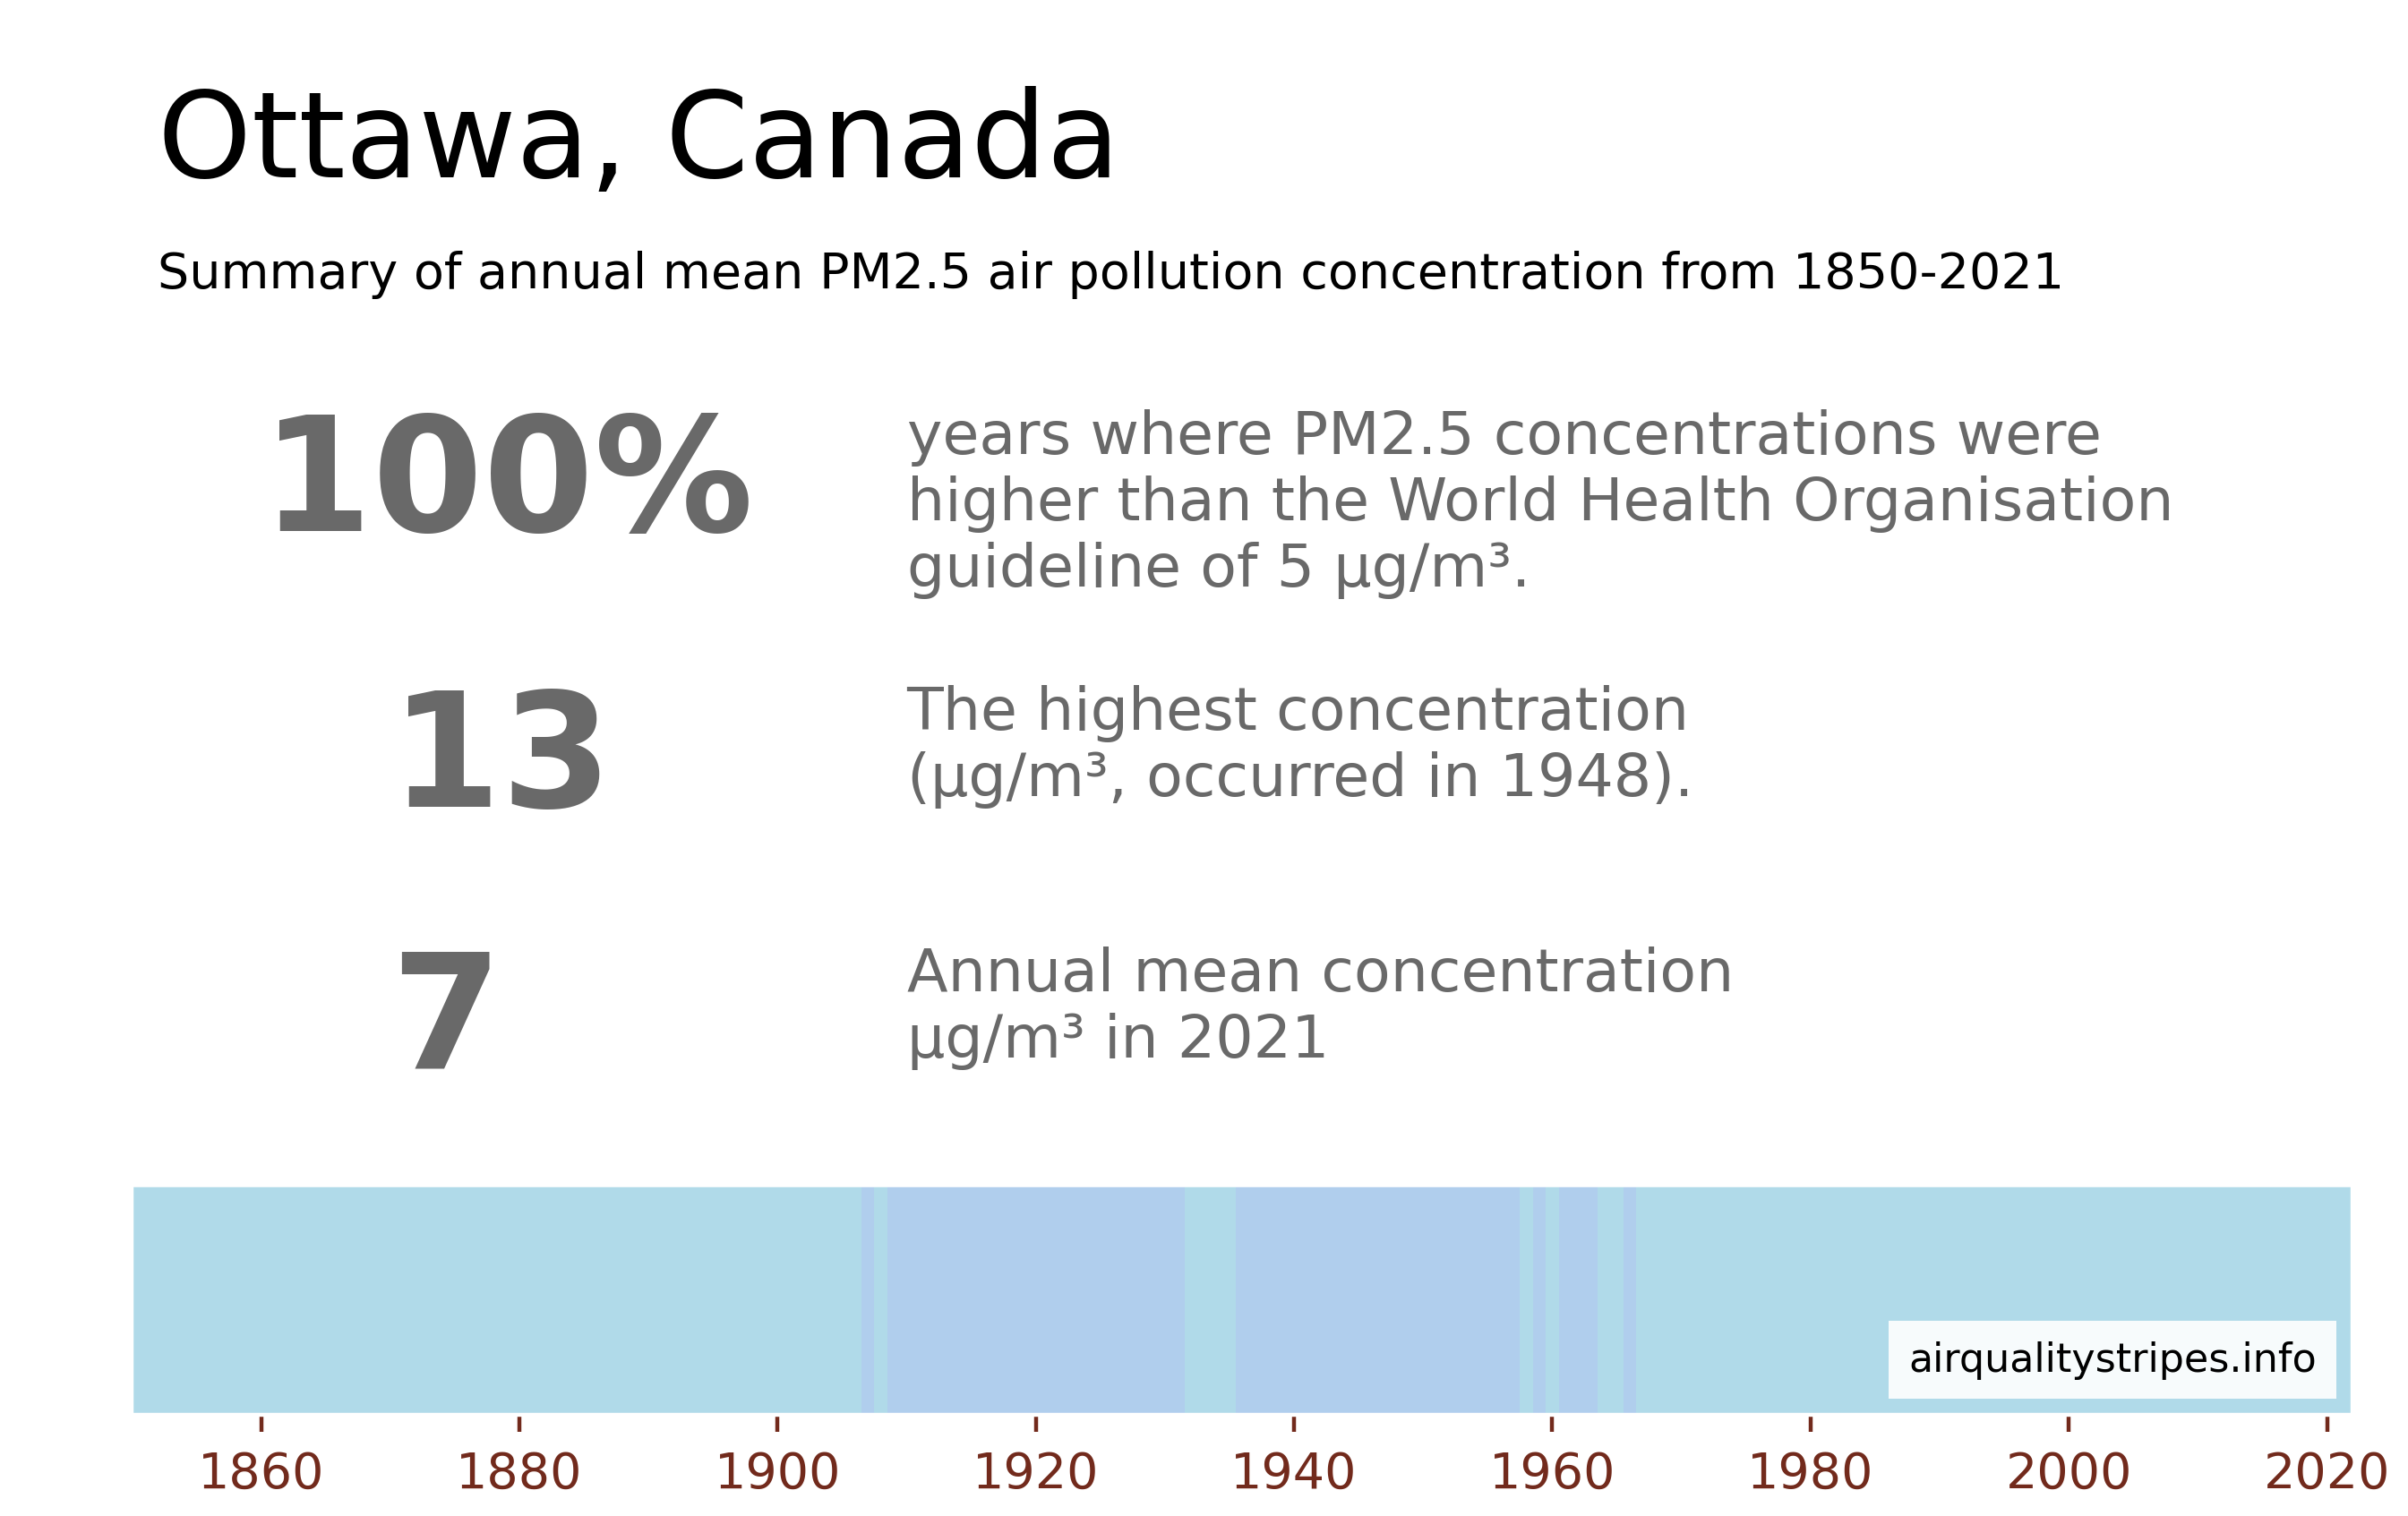 Ottawa, Canada
Summary of annual mean PM2.5 air pollution concentration from 1850-2021
100%
years where PM2.5 concentrations were
higher than the World Health Organisation
guideline of 5 µg/m³.
13
The highest concentration
(µg/m³, occurred in 1948).
7
Annual mean concentration
µg/m³ in 2021
airqualitystripes.info
1860 1880 1900 1920 1940 1960 1980 2000 2020